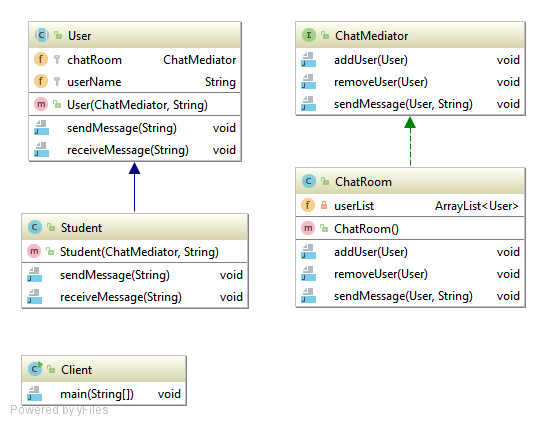 User
chatRoom ChatMediator
userName String
User(ChatMediator, String)
sendMessage(String) void
receiveMessage(String) void
ChatMediator
addUser(User) void
removeUser(User) void
sendMessage(User, String) void
Student
Student(ChatMediator, String)
sendMessage(String) void
receiveMessage(String) void
ChatRoom
userList ArrayList<User>
ChatRoom()
addUser(User) void
removeUser(User) void
sendMessage(User, String) void
Client
main(String[]) void
Powered by yFiles